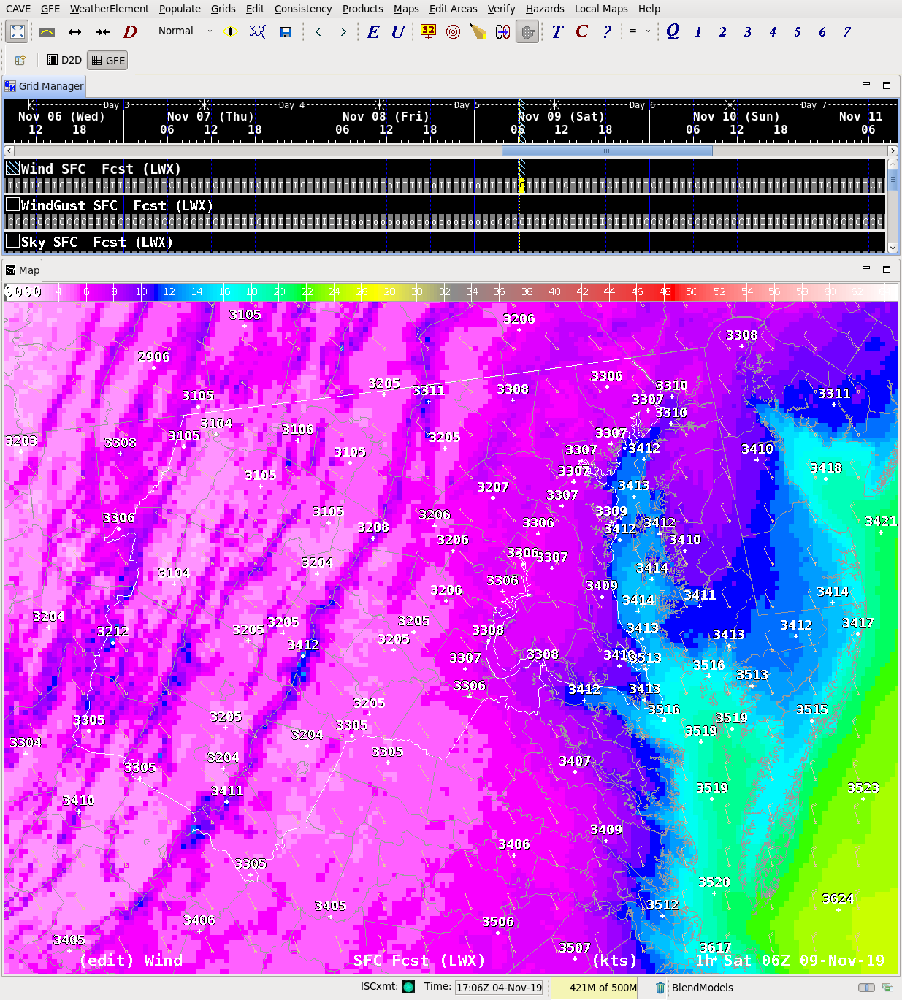 CAVE GFE WeatherElement Populate Grids Edit Consistency Products Maps Edit Areas Verify Hazards Local Maps Help
D Normal < > E U 32 T C ? = Q 1 2 3 4 5 6 7
D2D GFE
Grid Manager
Day 3 Day 4 Day 5 Day 6 Day 7
Nov 06 (Wed) Nov 07 (Thu) Nov 08 (Fri) Nov 09 (Sat) Nov 10 (Sun) Nov 11
12 18 06 12 18 06 12 18 06 12 18 06 12 18 06
Wind SFC Fcst (LWX)
WindGust SFC Fcst (LWX)
Sky SFC Fcst (LWX)
Map
0000 4 6 8 10 12 14 16 18 20 22 24 26 28 30 32 34 36 38 40 42 44 46 48 50 52 54 56 58 60 62
3105 3206
3308
2906
3306
3205 3311 3308 3310
3105 3307 3311
3310
3104
3203 3308 3105 3106 3205 3307
3105 3307 3412 3410
3105 3307 3418
3207 3307 3413
3306 3105 3208 3206 3306 3309 3412 3421
3206 3412 3410
3204 3306 3307
3104 3306 3414
3206 3409 3414 3411 3414
3204 3212 3205 3205 3205 3308 3413 3412 3417
3412 3205 3413
3307 3308 3513 3516
3306 3412 3413 3513
3205 3516 3515
3305 3205 3305 3519
3304 3204 3305 3519
3305 3204 3407
3411 3519 3523
3410
3409
3406
3305
3520
3405 3512 3624
3406 3506
3405 3507 3617
(edit) Wind SFC Fcst (LWX) (kts) 1h Sat 06Z 09-Nov-19
ISCxmt: Time: 17:06Z 04-Nov-19 421M of 500M BlendModels